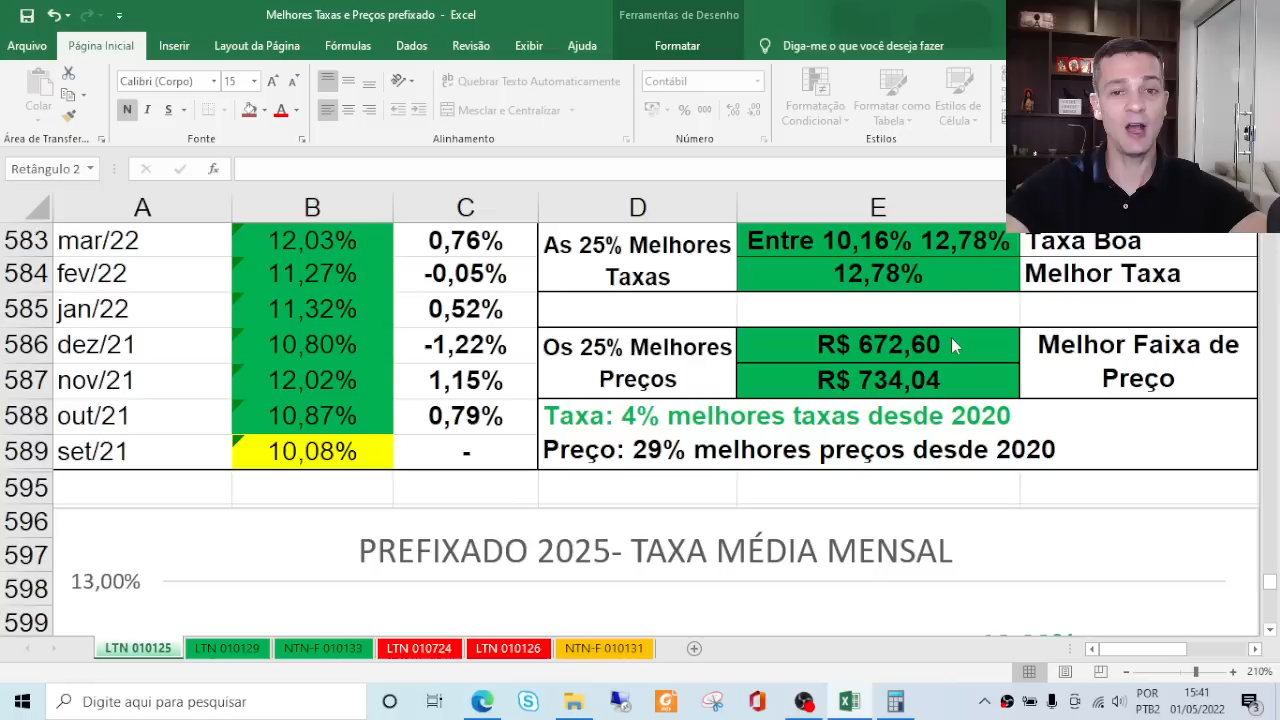 Melhores Taxas e Preços prefixado - Excel
Ferramentas de Desenho
Arquivo Página Inicial Inserir Layout da Página Fórmulas Dados Revisão Exibir Ajuda Formatar Diga-me o que você deseja fazer
Colar
Calibri (Corpo) 15
Quebrar Texto Automaticamente
Contábil
N I S
Mesclar e Centralizar
% 000
Formatação Condicional
Formatar como Tabela
Estilos de Célula
Área de Transfer...
Fonte
Alinhamento
Número
Estilos
Retângulo 2
fx
A B C D E
583 mar/22 12,03% 0,76% As 25% Melhores Entre 10,16% 12,78% Taxa Boa
584 fev/22 11,27% -0,05% Taxas 12,78% Melhor Taxa
585 jan/22 11,32% 0,52%
586 dez/21 10,80% -1,22% Os 25% Melhores R$ 672,60 Melhor Faixa de
587 nov/21 12,02% 1,15% Preços R$ 734,04 Preço
588 out/21 10,87% 0,79% Taxa: 4% melhores taxas desde 2020
589 set/21 10,08% - Preço: 29% melhores preços desde 2020
595
596
597 PREFIXADO 2025- TAXA MÉDIA MENSAL
598 13,00%
599
LTN 010125 LTN 010129 NTN-F 010133 LTN 010724 LTN 010126 NTN-F 010131
210%
Digite aqui para pesquisar
POR
PTB2
15:41
01/05/2022
3